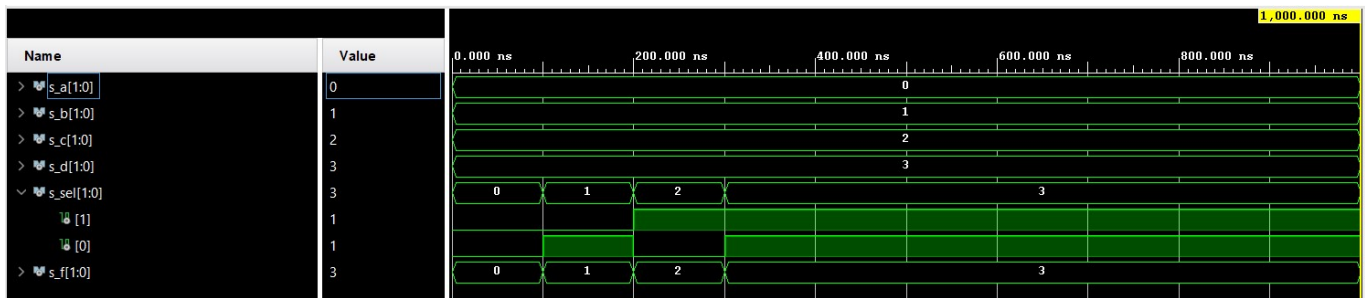 1,000.000 ns
Name Value 0.000 ns 200.000 ns 400.000 ns 600.000 ns 800.000 ns
> s_a[1:0] 0 0
> s_b[1:0] 1 1
> s_c[1:0] 2 2
> s_d[1:0] 3 3
s_sel[1:0] 3 0 1 2 3
[1] 1
[0] 1
> s_f[1:0] 3 0 1 2 3